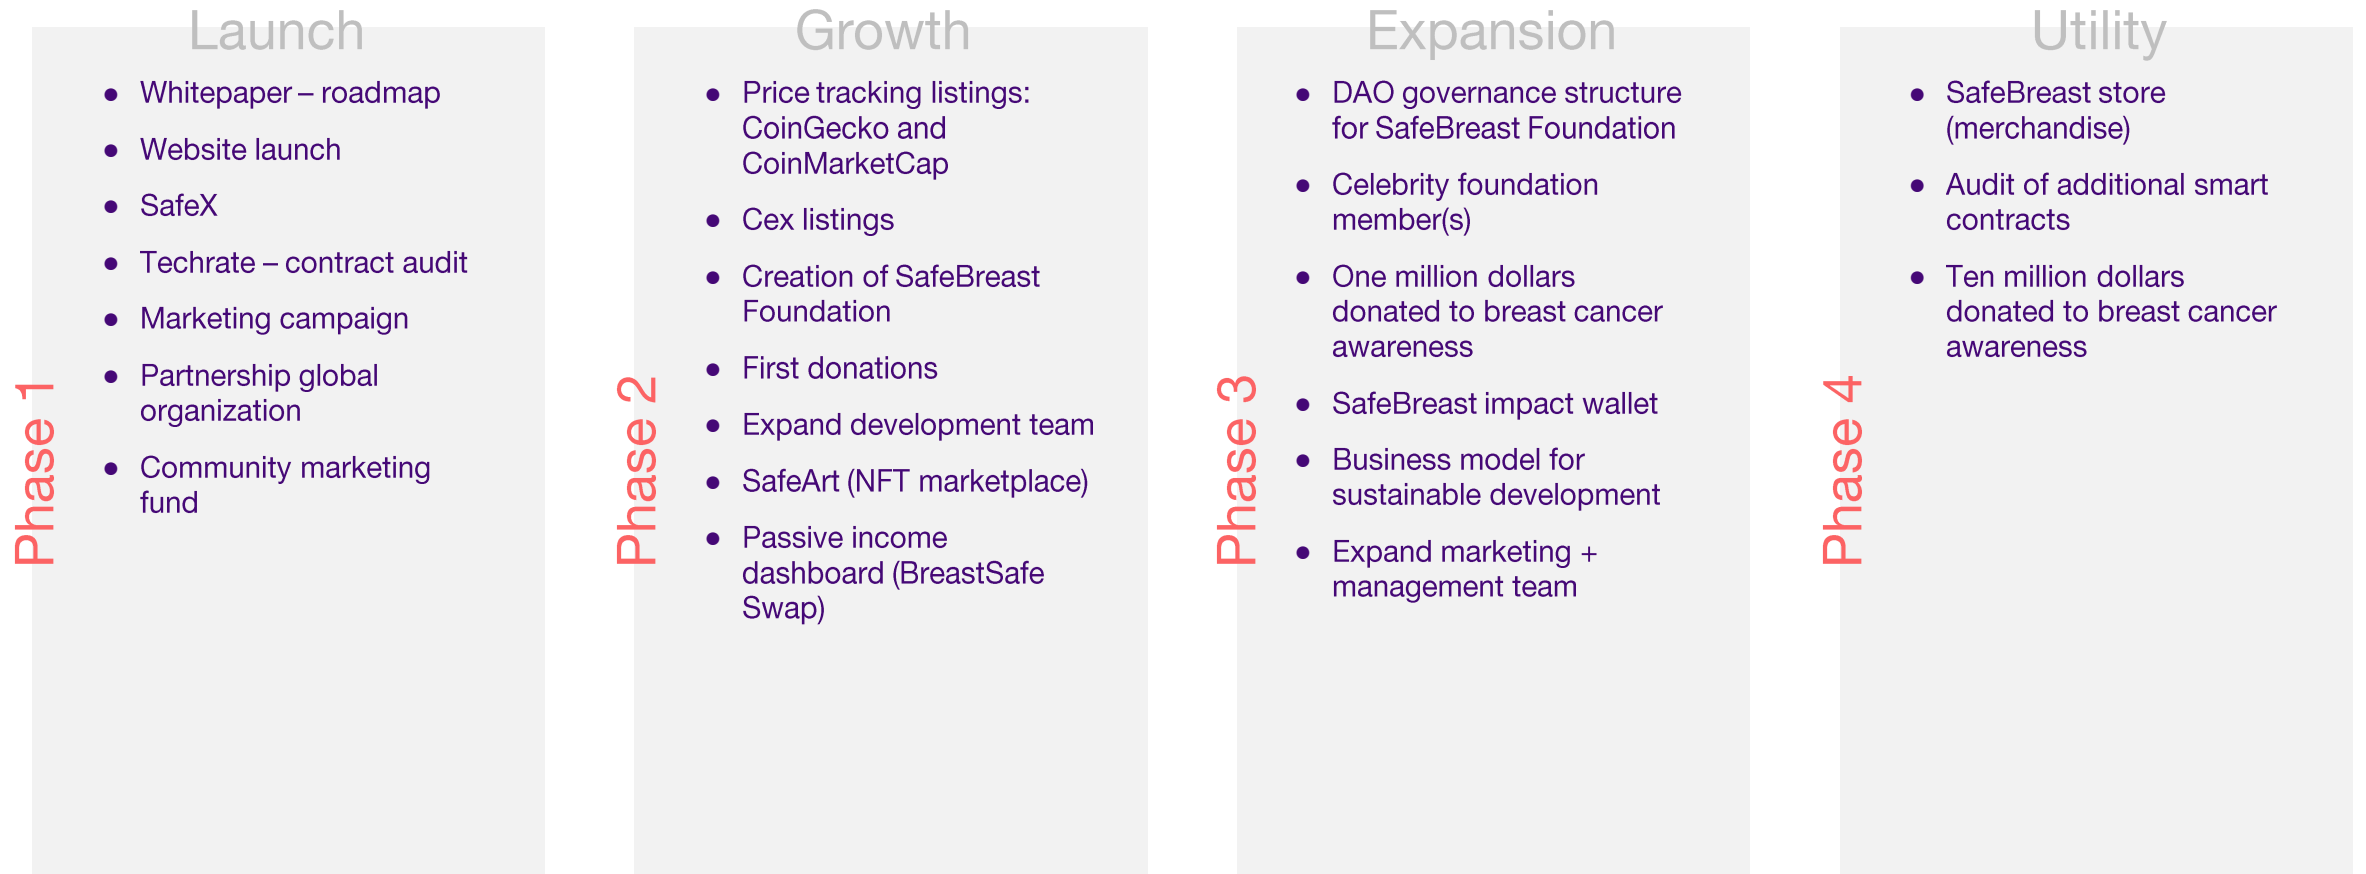 Launch
Phase 1
● Whitepaper – roadmap
● Website launch
● SafeX
● Techrate – contract audit
● Marketing campaign
● Partnership global
organization
● Community marketing
fund
Growth
Phase 2
● Price tracking listings:
CoinGecko and
CoinMarketCap
● Cex listings
● Creation of SafeBreast
Foundation
● First donations
● Expand development team
● SafeArt (NFT marketplace)
● Passive income
dashboard (BreastSafe
Swap)
Expansion
Phase 3
● DAO governance structure
for SafeBreast Foundation
● Celebrity foundation
member(s)
● One million dollars
donated to breast cancer
awareness
● SafeBreast impact wallet
● Business model for
sustainable development
● Expand marketing +
management team
Utility
Phase 4
● SafeBreast store
(merchandise)
● Audit of additional smart
contracts
● Ten million dollars
donated to breast cancer
awareness